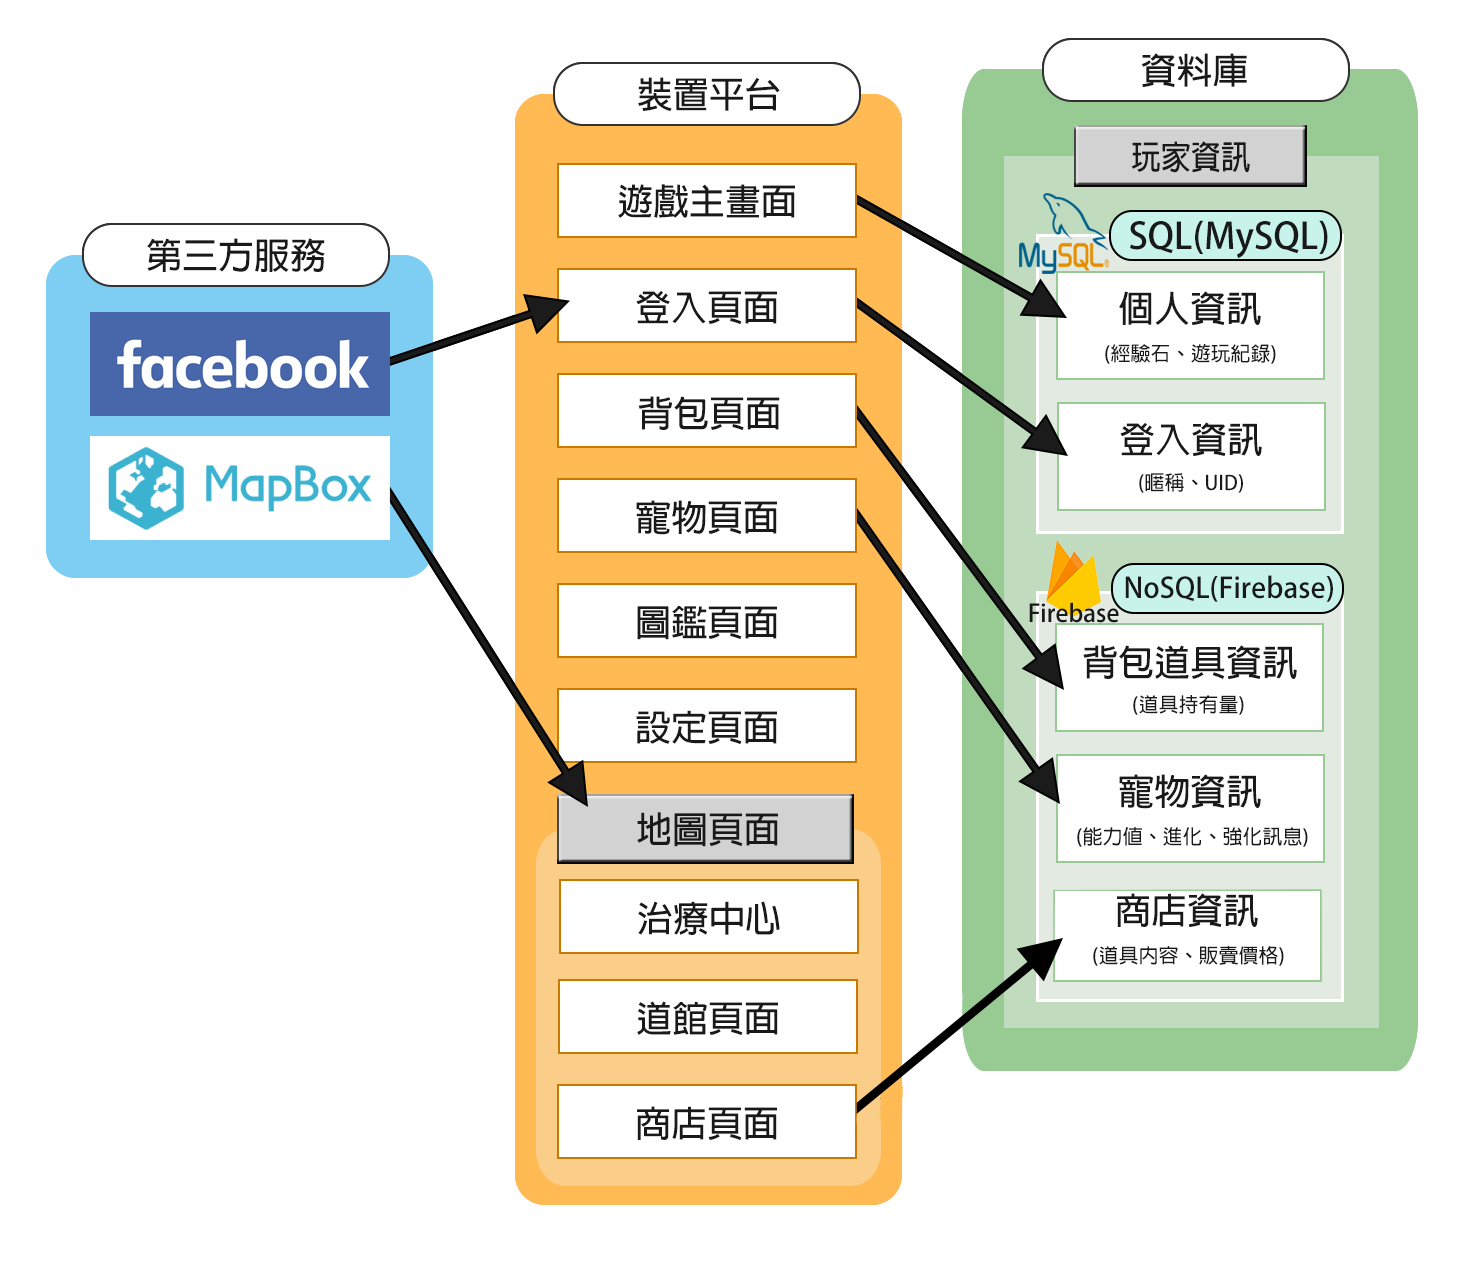 第三方服務
facebook
MapBox
裝置平台
遊戲主畫面
登入頁面
背包頁面
寵物頁面
圖鑑頁面
設定頁面
地圖頁面
治療中心
道館頁面
商店頁面
資料庫
玩家資訊
MySQL
SQL(MySQL)
個人資訊
(經驗石、遊玩紀錄)
登入資訊
(暱稱、UID)
Firebase
NoSQL(Firebase)
背包道具資訊
(道具持有量)
寵物資訊
(能力值、進化、強化訊息)
商店資訊
(道具内容、販賣價格)